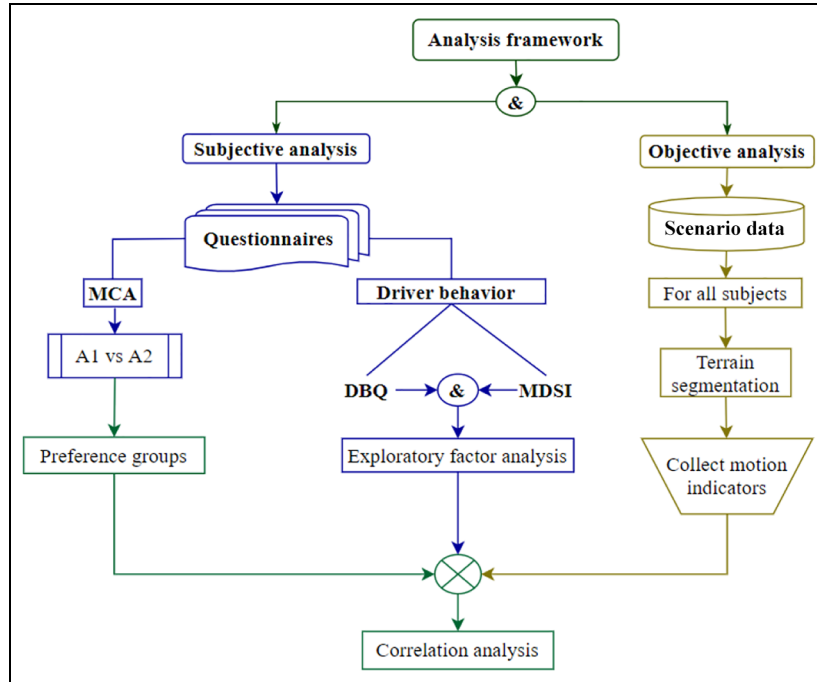 Analysis framework
&
Subjective analysis
Objective analysis
Questionnaires
Scenario data
MCA
Driver behavior
For all subjects
A1 vs A2
Terrain
segmentation
DBQ
&
MDSI
Preference groups
Exploratory factor analysis
Collect motion
indicators
Correlation analysis